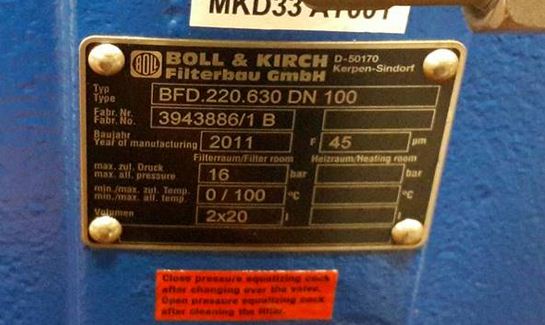 MKD33 AT001
BOLL
BOLL & KIRCH
Filterbau GmbH
D-50170
Kerpen-Sindorf
Typ
Type
BFD.220.630 DN 100
Fabr. Nr.
Fabr. No.
3943886/1 B
Baujahr
Year of manufacturing
2011
F 45 µm
Filterraum/Filter room Heizraum/Heating room
max. zul. Druck
max. all. pressure
16 bar bar
min./max. zul. Temp.
min./max. all. temp.
0 / 100 °C °C
Volumen
2x20 l l
Close pressure equalizing cock
after changing over the valve.
Open pressure equalizing cock
after cleaning the filter.